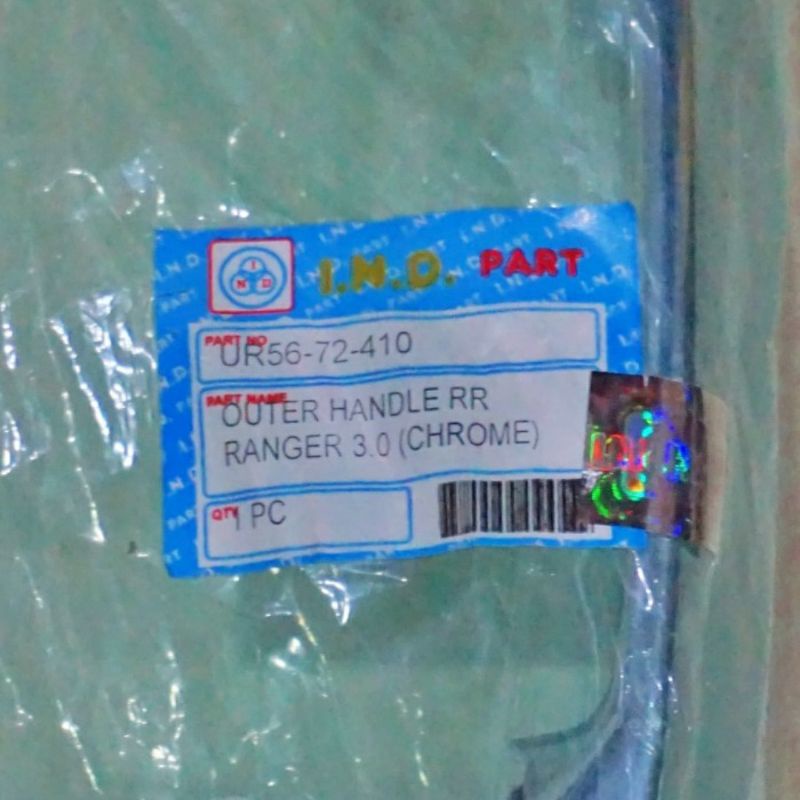 I N D
I.N.D. PART
PART NO
UR56-72-410
PART NAME
OUTER HANDLE RR
RANGER 3.0 (CHROME)
QTY
1 PC